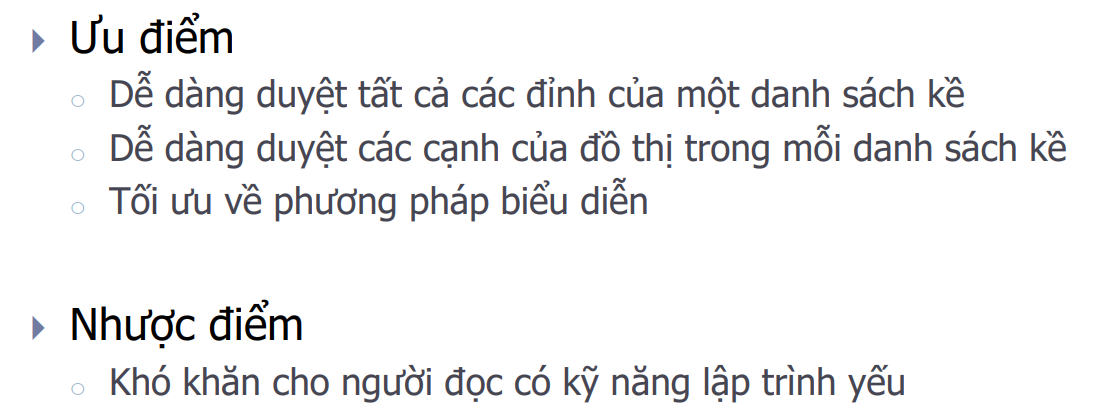 Ưu điểm
Dễ dàng duyệt tất cả các đỉnh của một danh sách kề
Dễ dàng duyệt các cạnh của đồ thị trong mỗi danh sách kề
Tối ưu về phương pháp biểu diễn
Nhược điểm
Khó khăn cho người đọc có kỹ năng lập trình yếu